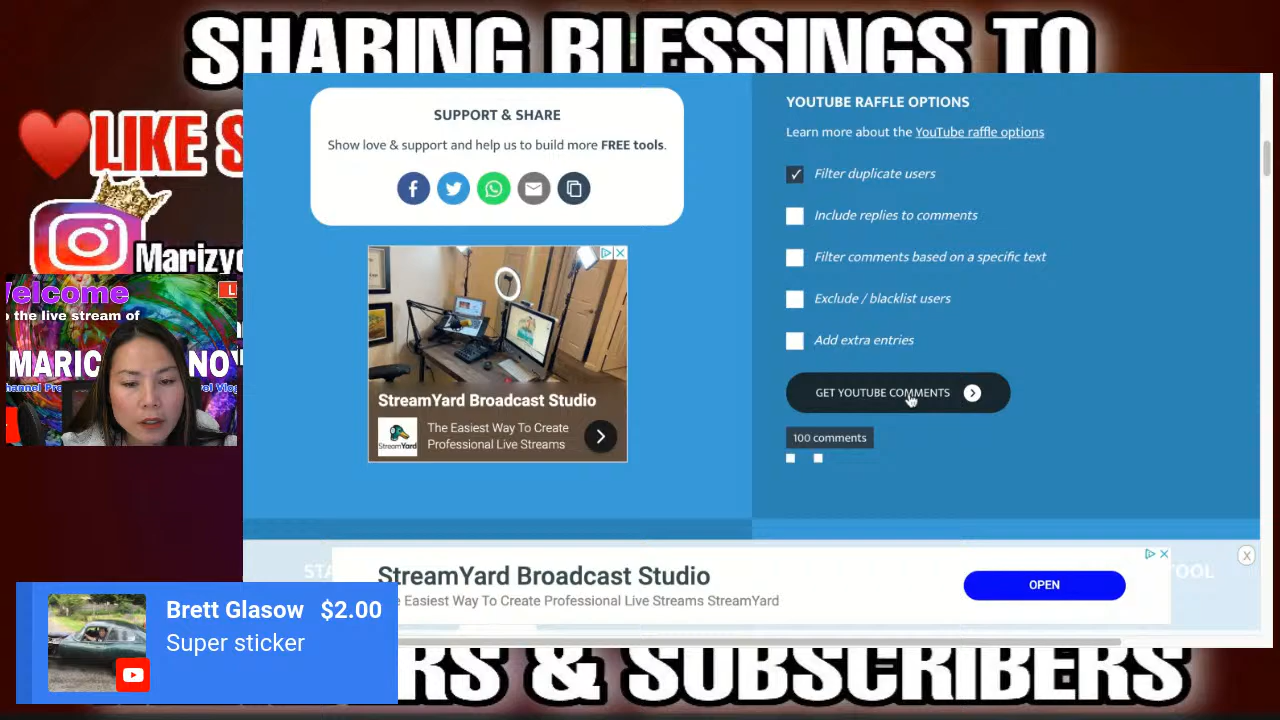 SHARING BLESSINGS TO
LIKE S
Marizyc
Welcome
L
o the live stream of
MARIC
NO
SUPPORT & SHARE
Show love & support and help us to build more FREE tools.
StreamYard Broadcast Studio
StreamYard
The Easiest Way To Create
Professional Live Streams
YOUTUBE RAFFLE OPTIONS
Learn more about the YouTube raffle options
Filter duplicate users
Include replies to comments
Filter comments based on a specific text
Exclude / blacklist users
Add extra entries
GET YOUTUBE COMMENTS
100 comments
STA
TOOL
X
StreamYard Broadcast Studio
e Easiest Way To Create Professional Live Streams StreamYard
OPEN
Brett Glasow $2.00
Super sticker
RS & SUBSCRIBERS